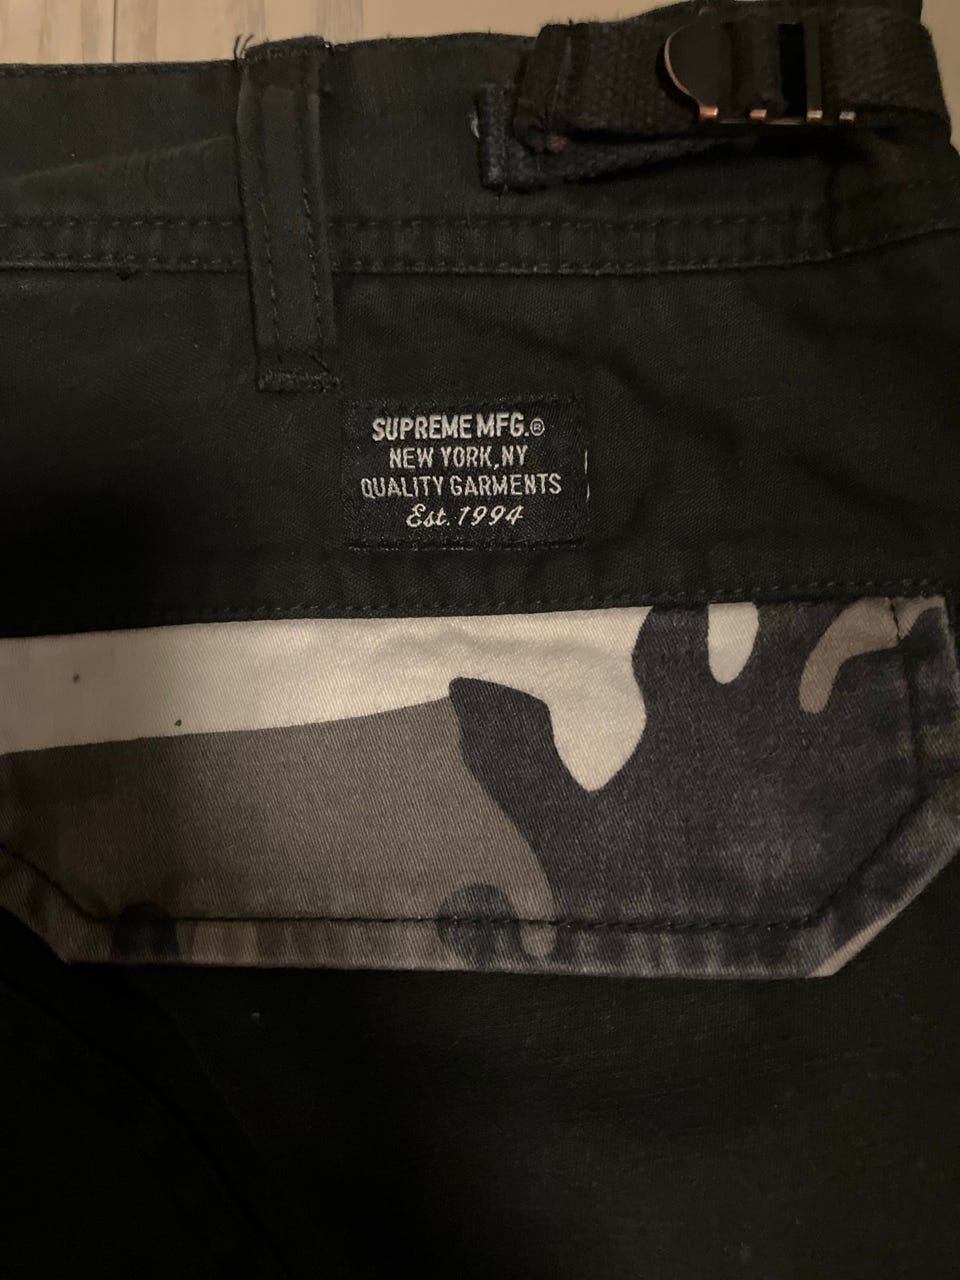 SUPREME MFG.®
NEW YORK,NY
QUALITY GARMENTS
Est. 1994